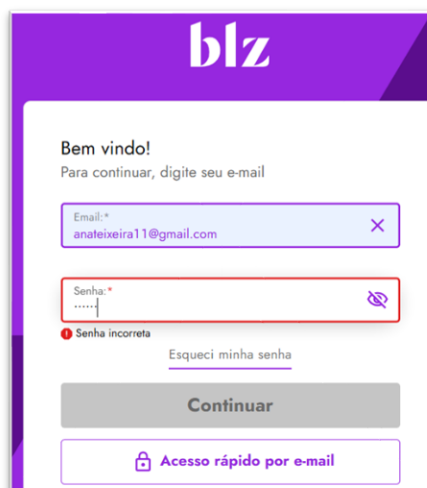 blz
Bem vindo!
Para continuar, digite seu e-mail
Email:*
anateixeira11@gmail.com
Senha:*
······
Senha incorreta
Esqueci minha senha
Continuar
Acesso rápido por e-mail